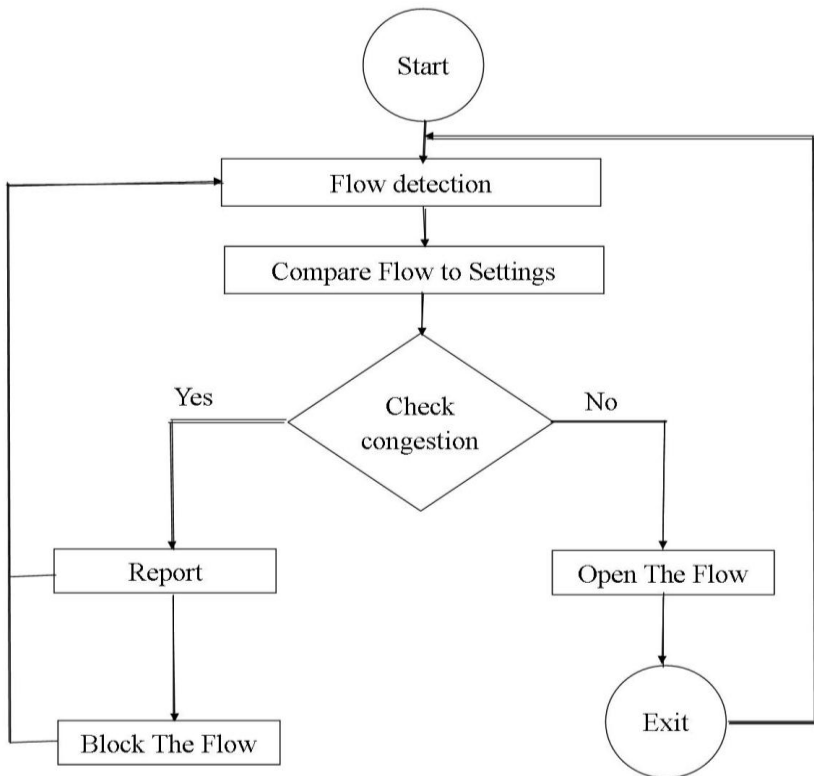 Start
Flow detection
Compare Flow to Settings
Yes
No
Check
congestion
Report
Open The Flow
Block The Flow
Exit